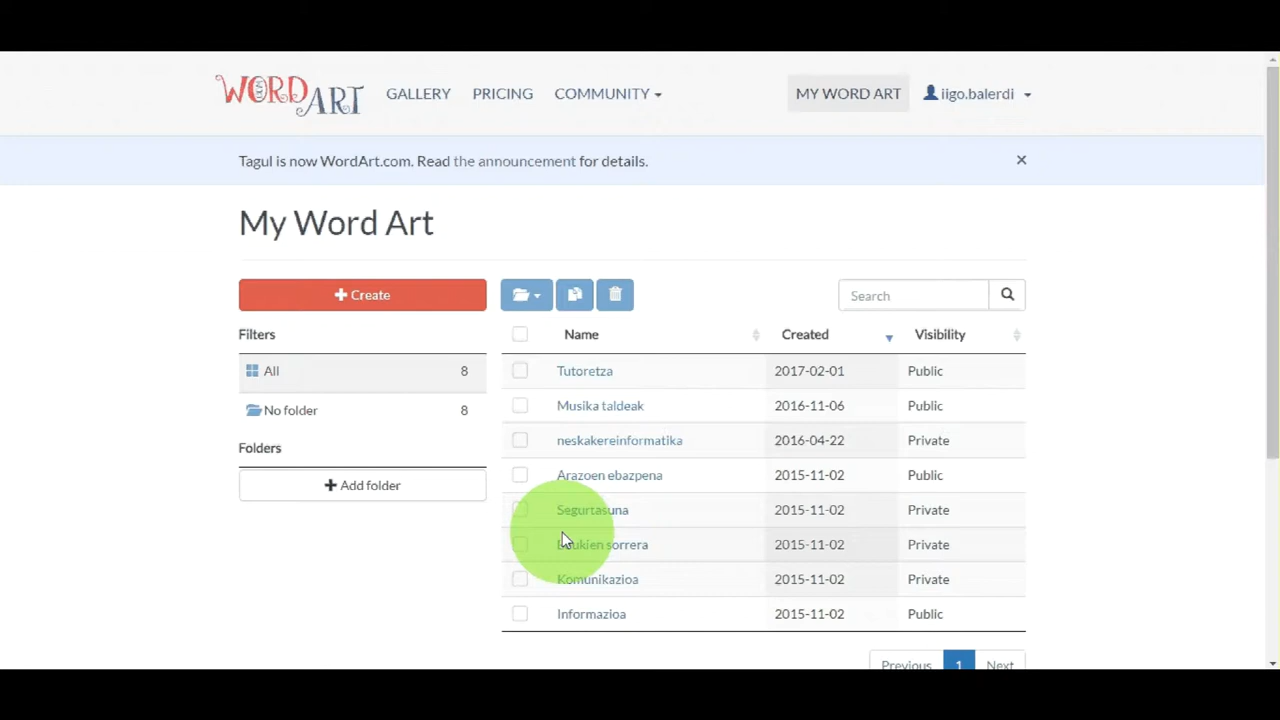 WORD ART .COM
GALLERY PRICING COMMUNITY MY WORD ART iigo.balerdi
Tagul is now WordArt.com. Read the announcement for details. ×
My Word Art
Create Search
Filters Name Created Visibility
All 8 Tutoretza 2017-02-01 Public
No folder 8 Musika taldeak 2016-11-06 Public
Folders neskakereinformatika 2016-04-22 Private
Add folder Arazoen ebazpena 2015-11-02 Public
Segurtasuna 2015-11-02 Private
sorrera 2015-11-02 Private
Komunikazioa 2015-11-02 Private
Informazioa 2015-11-02 Public
Previous 1 Next